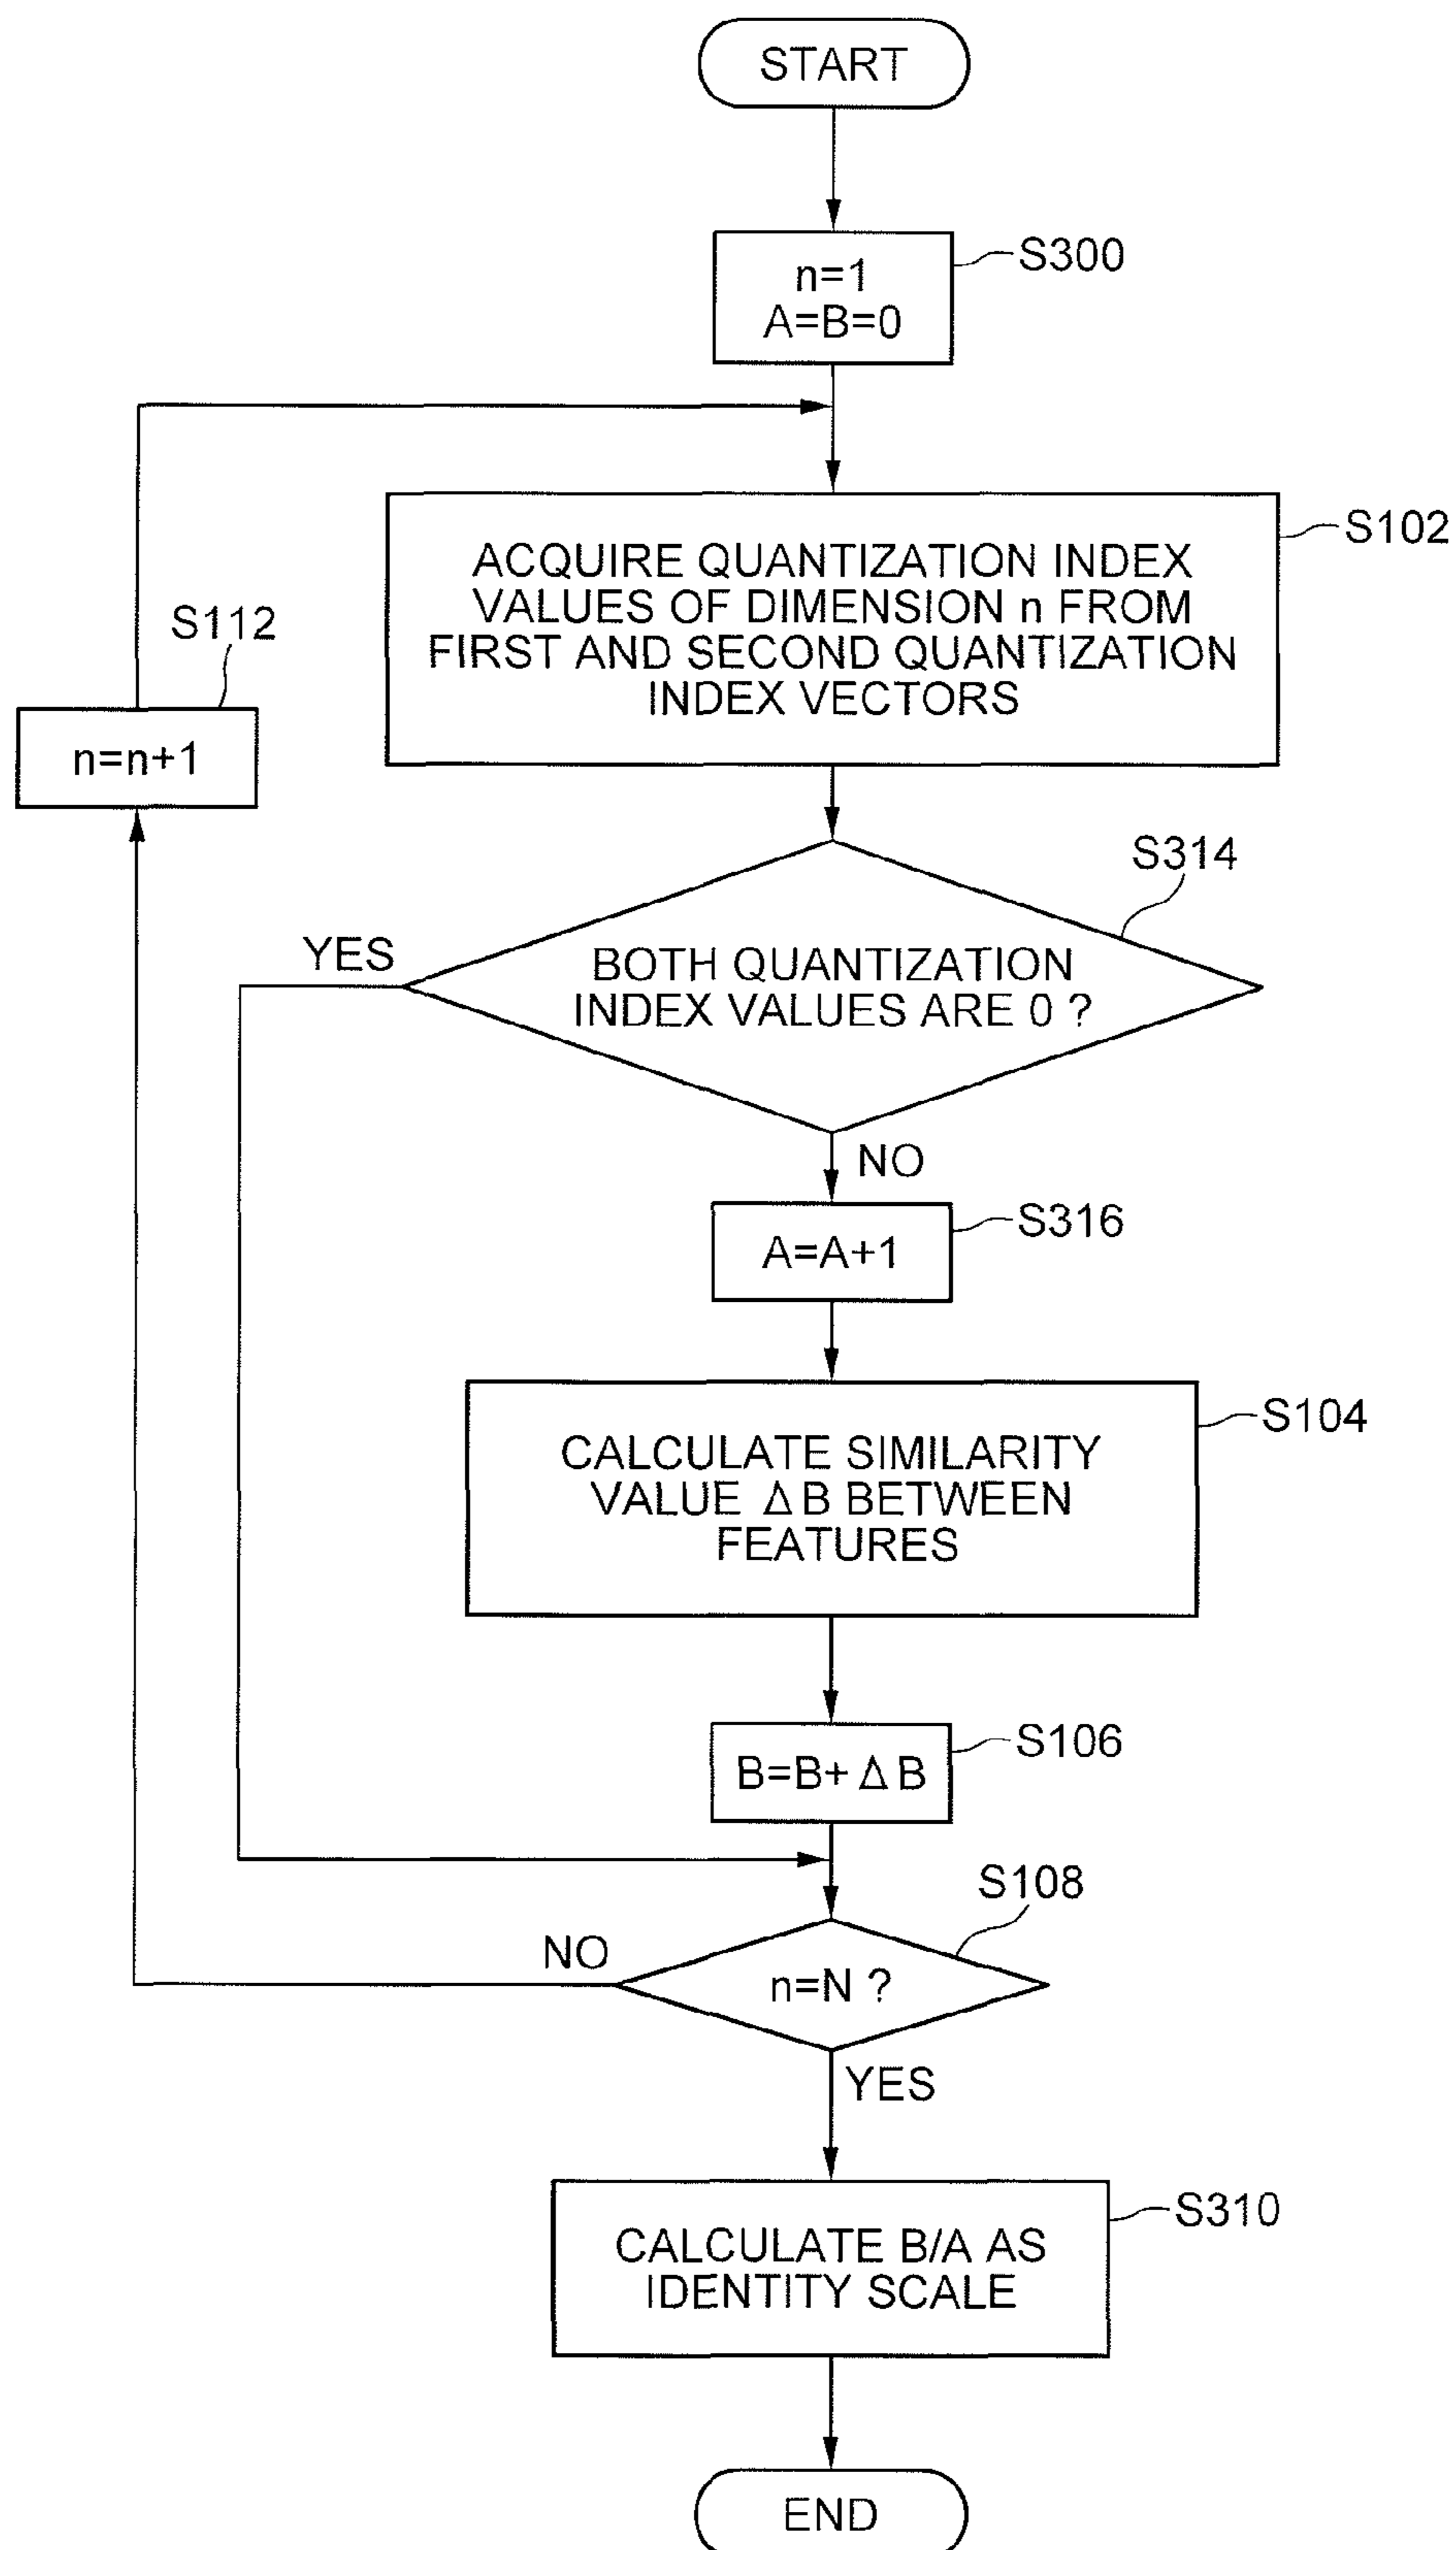 START
S300
n=1
A=B=0
S102
ACQUIRE QUANTIZATION INDEX
VALUES OF DIMENSION n FROM
FIRST AND SECOND QUANTIZATION
INDEX VECTORS
S112
n=n+1
S314
YES
BOTH QUANTIZATION
INDEX VALUES ARE 0 ?
NO
S316
A=A+1
S104
CALCULATE SIMILARITY
VALUE Δ B BETWEEN
FEATURES
S106
B=B+ Δ B
S108
NO
n=N ?
YES
S310
CALCULATE B/A AS
IDENTITY SCALE
END